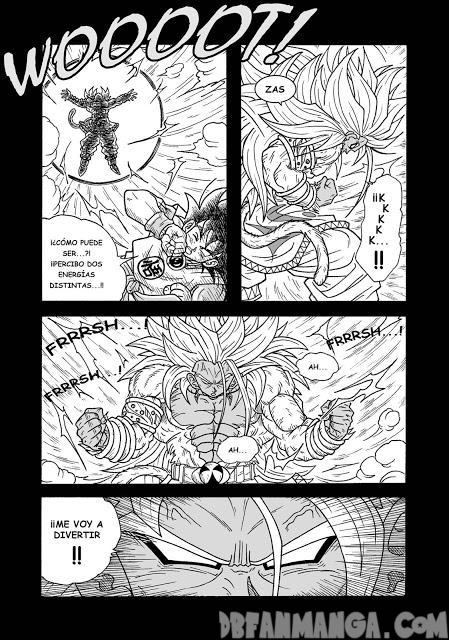 WOOOOT!
ZAS
¡¡K
K
K
K...
!!
¡¿CÓMO PUEDE
SER...?!
¡¡PERCIBO DOS
ENERGÍAS
DISTINTAS...!!
FRRRSH...!
FRRRSH...!
FRRRSH...!
AH...
AH...
¡¡ME VOY A
DIVERTIR
!!
DBFANMANGA.COM